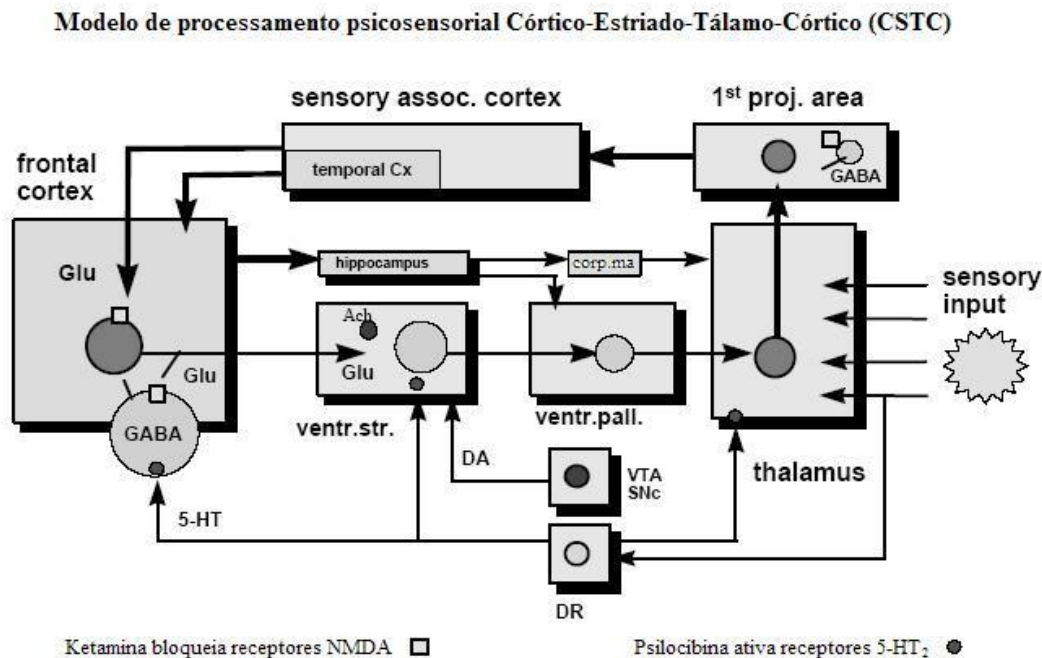 Modelo de processamento psicosensorial Córtico-Estriado-Tálamo-Córtico (CSTC)
sensory assoc. cortex
1st proj. area
temporal Cx
GABA
frontal
cortex
Glu
hippocampus
corp.ma
sensory
input
Ach
Glu
Glu
GABA
ventr.str.
ventr.pall.
thalamus
DA
VTA
SNc
5-HT
DR
Ketamina bloqueia receptores NMDA
Psilocibina ativa receptores 5-HT₂